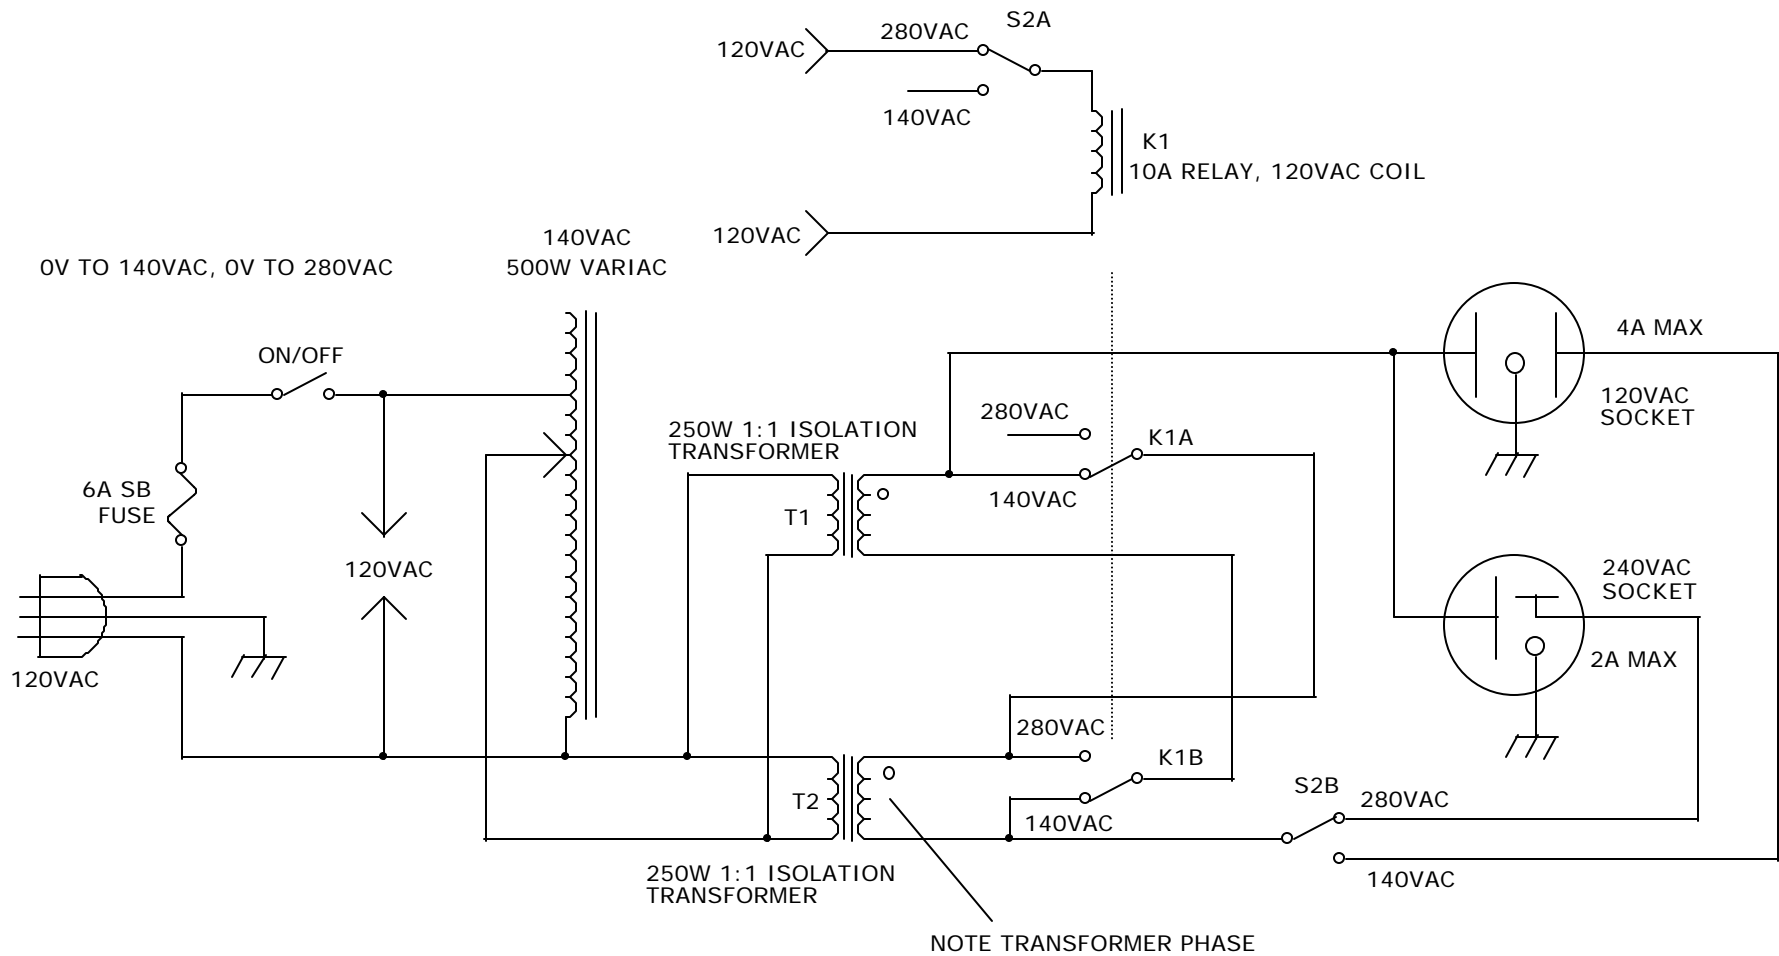 S2A
280VAC
120VAC
140VAC
K1
10A RELAY, 120VAC COIL
120VAC
140VAC
500W VARIAC
0V TO 140VAC, 0V TO 280VAC
4A MAX
ON/OFF
120VAC
SOCKET
280VAC
250W 1:1 ISOLATION
TRANSFORMER
K1A
6A SB
FUSE
140VAC
T1
120VAC
240VAC
SOCKET
2A MAX
120VAC
280VAC
K1B
S2B
T2
280VAC
140VAC
250W 1:1 ISOLATION
TRANSFORMER
140VAC
NOTE TRANSFORMER PHASE